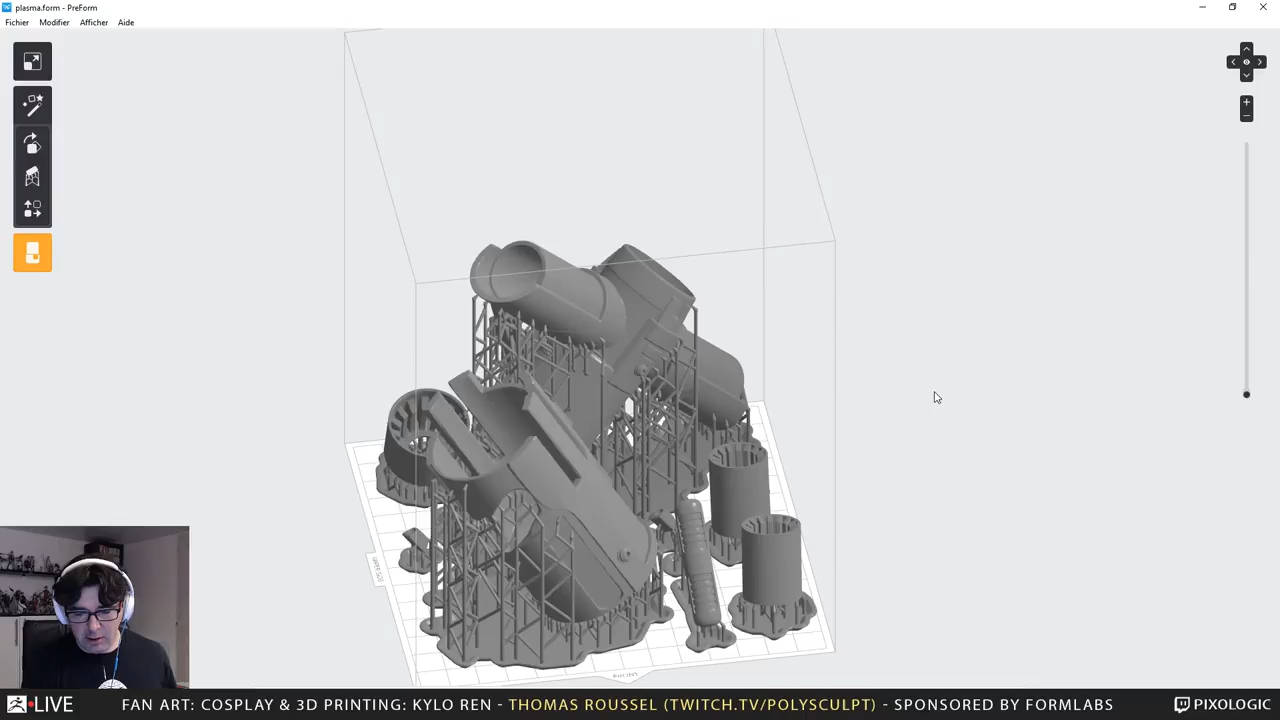 plasma.form - PreForm
Fichier Modifier Afficher Aide
FRONT
LIVE
FAN ART: COSPLAY & 3D PRINTING: KYLO REN - THOMAS ROUSSEL (TWITCH.TV/POLYSCULPT) - SPONSORED BY FORMLABS
PIXOLOGIC